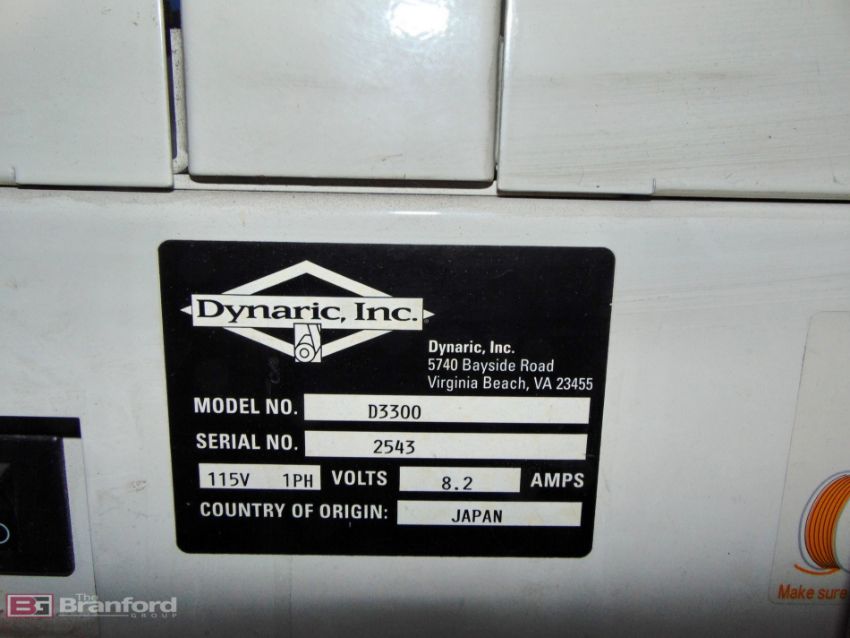 Dynaric, Inc.
Dynaric, Inc.
5740 Bayside Road
Virginia Beach, VA 23455
MODEL NO. D3300
SERIAL NO. 2543
115V 1PH VOLTS 8.2 AMPS
COUNTRY OF ORIGIN: JAPAN
Make sure
BG The Branford GROUP